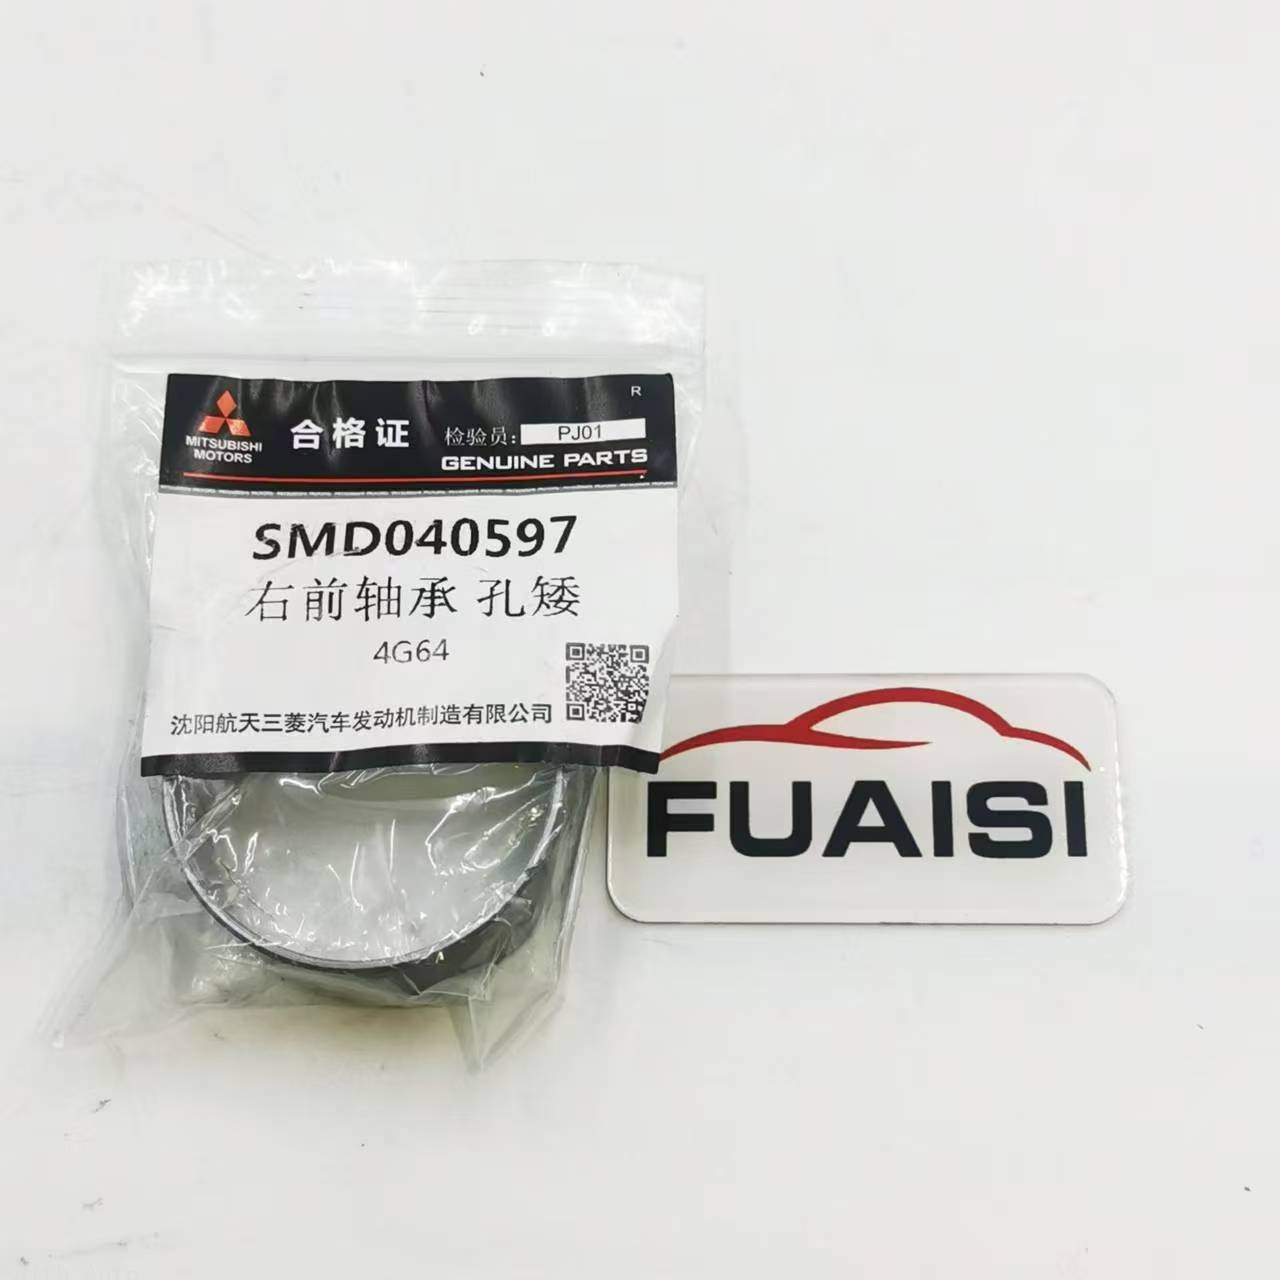 R
MITSUBISHI
MOTORS
合格证
检验员: PJ01
GENUINE PARTS
SMD040597
右前轴承 孔矮
4G64
沈阳航天三菱汽车发动机制造有限公司
FUAISI